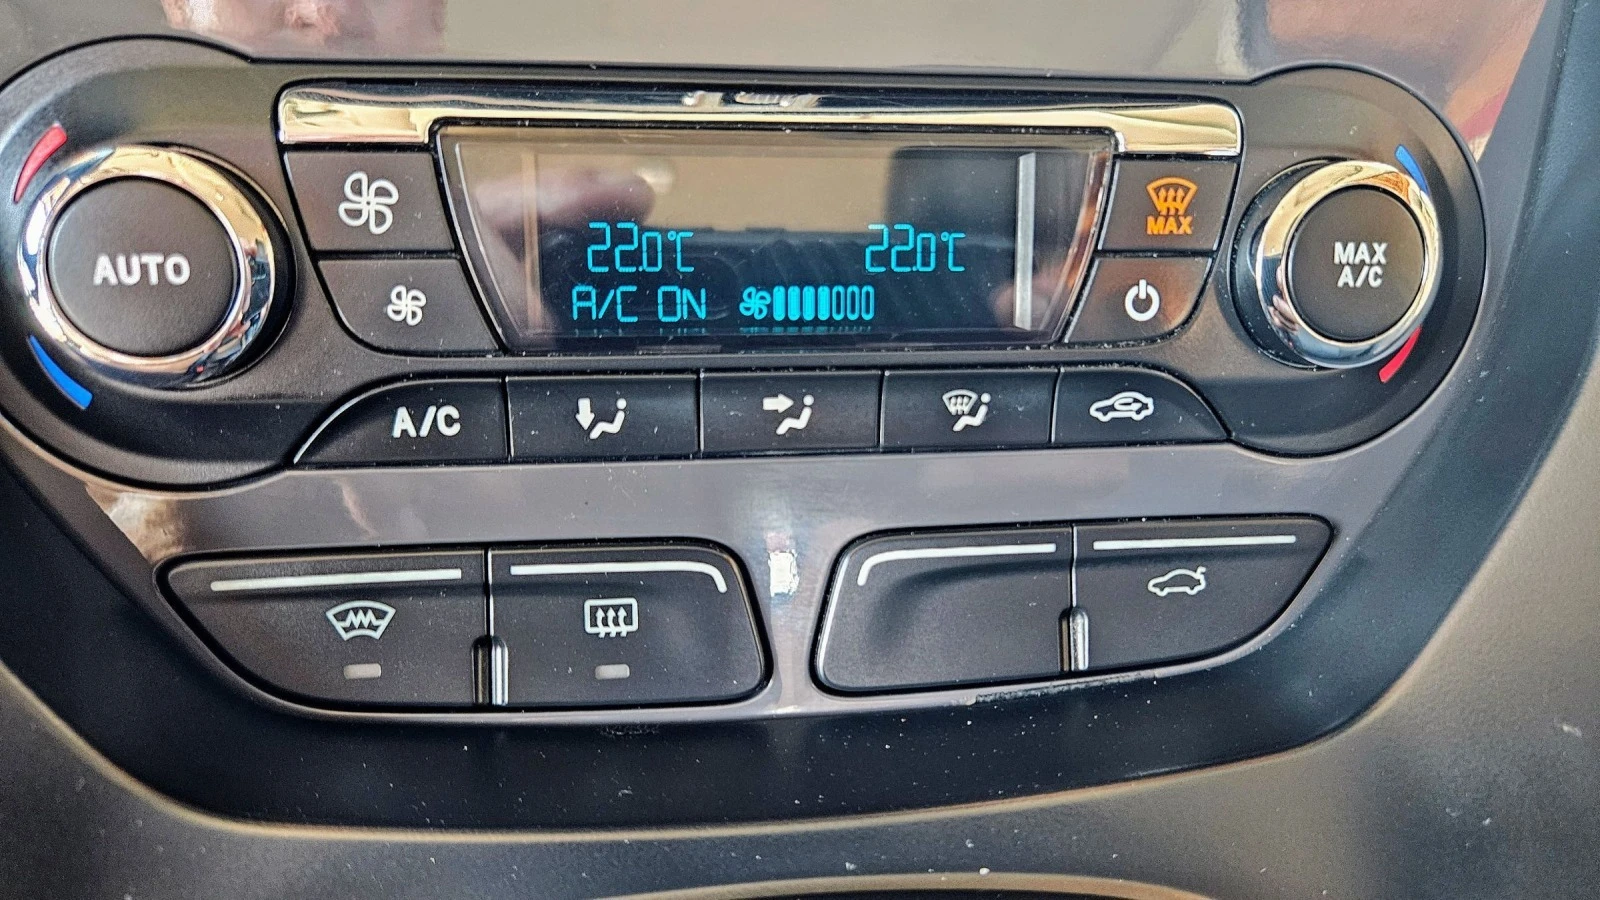 AUTO
22.0°C 22.0°C
A/C ON
MAX
MAX
A/C
A/C